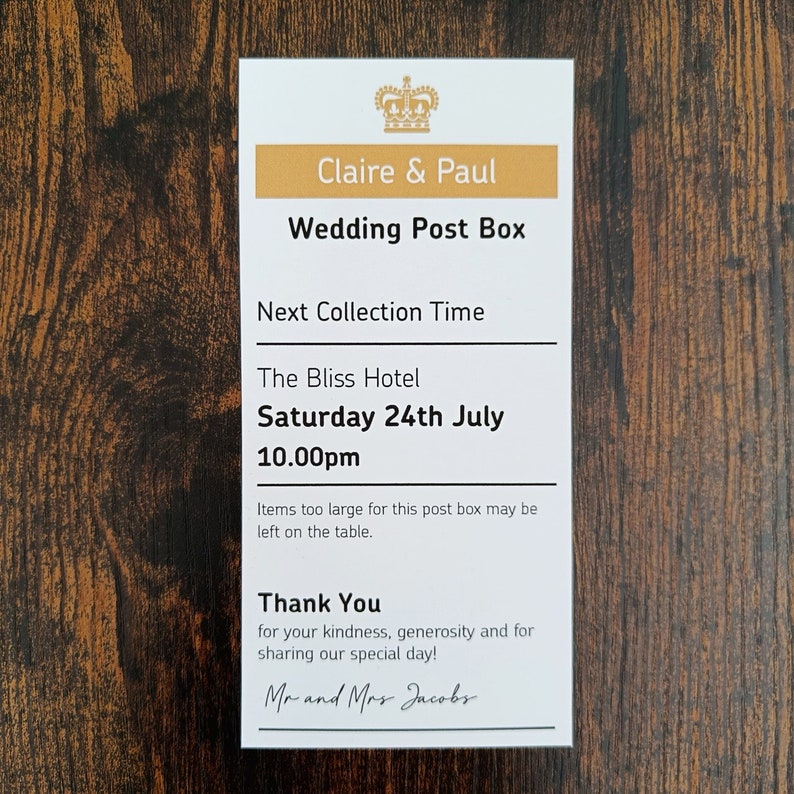 Claire & Paul
Wedding Post Box
Next Collection Time
The Bliss Hotel
Saturday 24th July
10.00pm
Items too large for this post box may be
left on the table.
Thank You
for your kindness, generosity and for
sharing our special day!
Mr and Mrs Jacobs